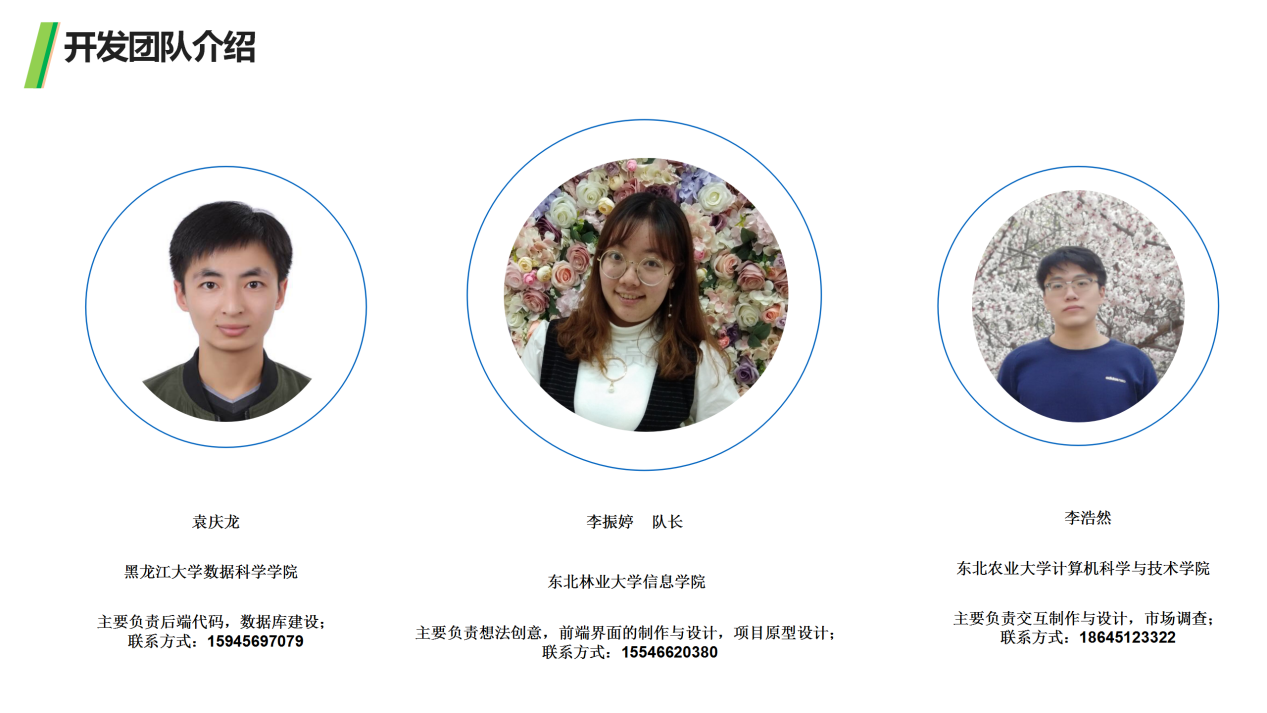 开发团队介绍
袁庆龙
黑龙江大学数据科学学院
主要负责后端代码，数据库建设；
联系方式：15945697079
李振婷 队长
东北林业大学信息学院
主要负责想法创意，前端界面的制作与设计，项目原型设计；
联系方式：15546620380
李浩然
东北农业大学计算机科学与技术学院
主要负责交互制作与设计，市场调查；
联系方式：18645123322